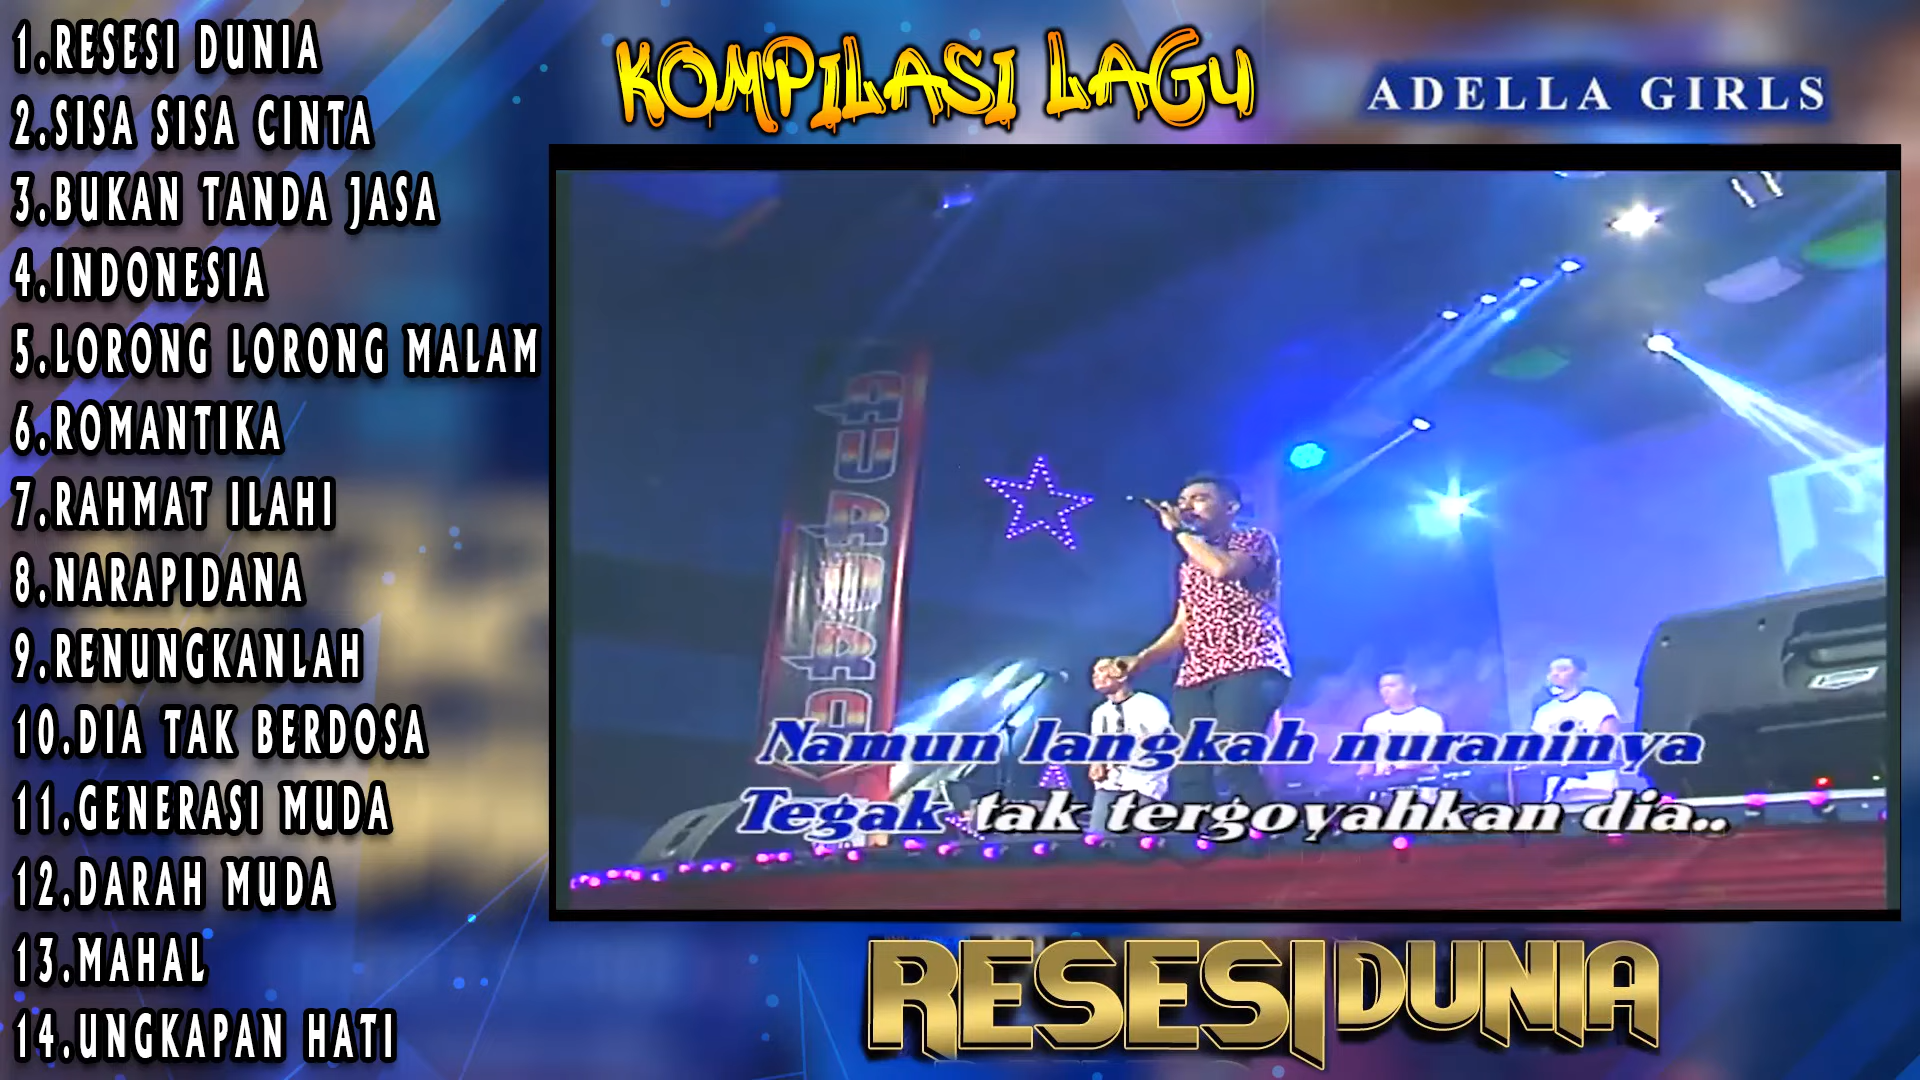 1.RESESI DUNIA
2.SISA SISA CINTA
3.BUKAN TANDA JASA
4.INDONESIA
5.LORONG LORONG MALAM
6.ROMANTIKA
7.RAHMAT ILAHI
8.NARAPIDANA
9.RENUNGKANLAH
10.DIA TAK BERDOSA
11.GENERASI MUDA
12.DARAH MUDA
13.MAHAL
14.UNGKAPAN HATI
KOMPILASI LAGU
ADELLA GIRLS
AURORA
Namun langkah nuraninya
Tegak tak tergoyahkan dia..
RESESI DUNIA